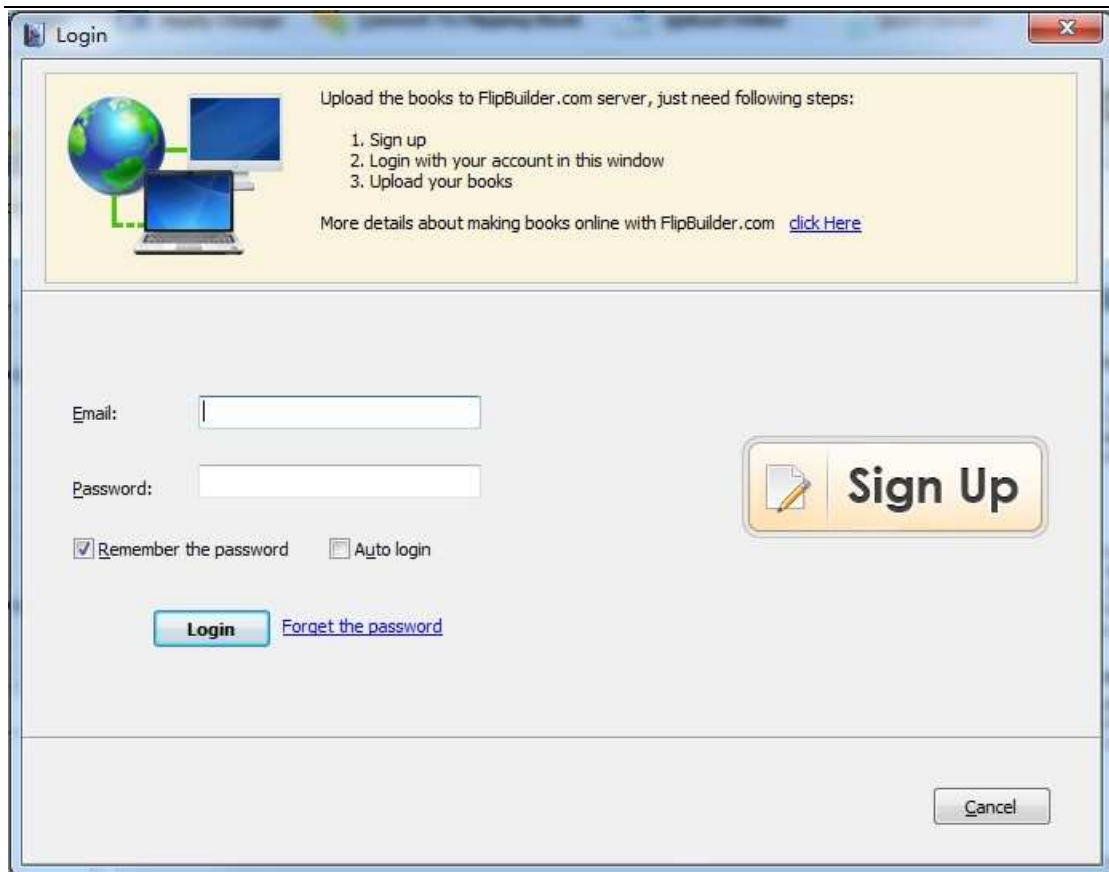 Login
Upload the books to FlipBuilder.com server, just need following steps:
1. Sign up
2. Login with your account in this window
3. Upload your books
More details about making books online with FlipBuilder.com click Here
Email:
Password:
Sign Up
Remember the password Auto login
Login Forget the password
Cancel